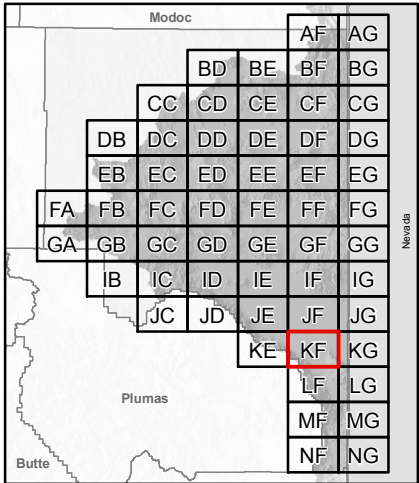 Modoc
AF AG
BD BE BF BG
CC CD CE CF CG
DB DC DD DE DF DG
EB EC ED EE EF EG
FA FB FC FD FE FF FG
Nevada
GA GB GC GD GE GF GG
IB IC ID IE IF IG
JC JD JE JF JG
KE KF KG
LF LG
Plumas
MF MG
NF NG
Butte